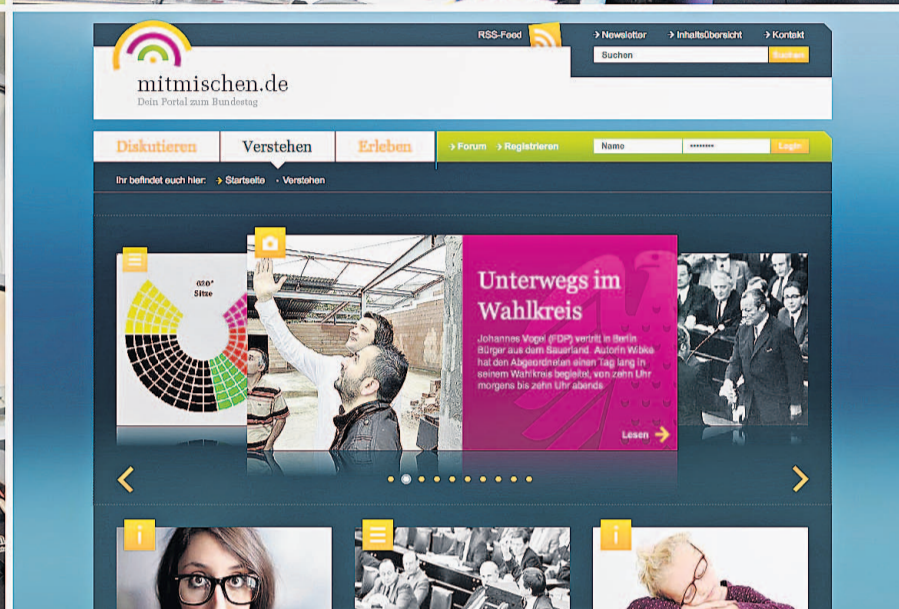 RSS-Feed
Newsletter
Inhaltsübersicht
Kontakt
Suchen
Suchen
mitmischen.de
Dein Portal zum Bundestag
Diskutieren
Verstehen
Erleben
Forum
Registrieren
Name
********
Login
Ihr befindet euch hier:
Startseite
Verstehen
620*
Sitze
Unterwegs im
Wahlkreis
Johannes Vogel (FDP) vertritt in Berlin
Bürger aus dem Sauerland. Autorin Wibke
hat den Abgeordneten einen Tag lang in
seinem Wahlkreis begleitet, von zehn Uhr
morgens bis zehn Uhr abends
Lesen
i
i